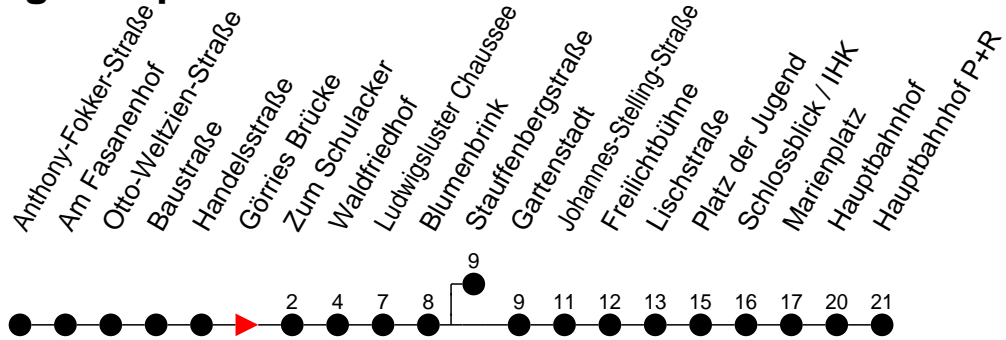 Anthony-Fokker-Straße
Am Fasanenhof
Otto-Weltzien-Straße
Baustraße
Handelsstraße
Görries Brücke
Zum Schulacker
Waldfriedhof
Ludwigsluster Chaussee
Blumenbrink
Stauffenbergstraße
Gartenstadt
Johannes-Stelling-Straße
Freilichtbühne
Lischstraße
Platz der Jugend
Schlossblick / IHK
Marienplatz
Hauptbahnhof
Hauptbahnhof P+R
9
2 4 7 8 9 11 12 13 15 16 17 20 21